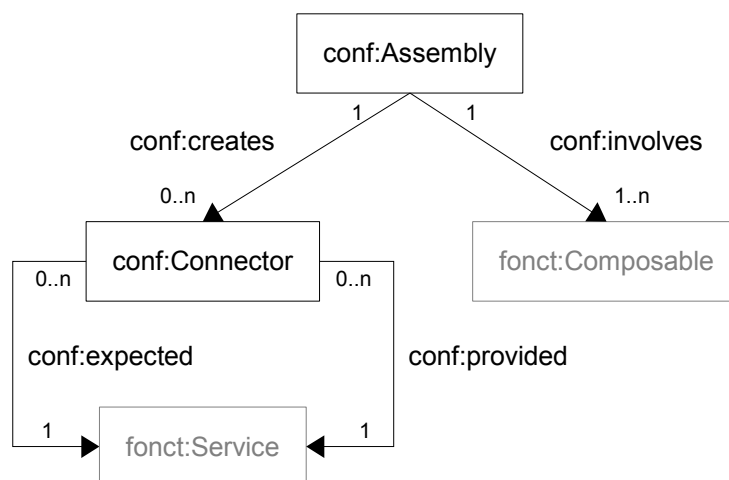 conf:Assembly
1
1
conf:creates
conf:involves
0..n
1..n
conf:Connector
fonct:Composable
0..n
0..n
conf:expected
conf:provided
1
1
fonct:Service